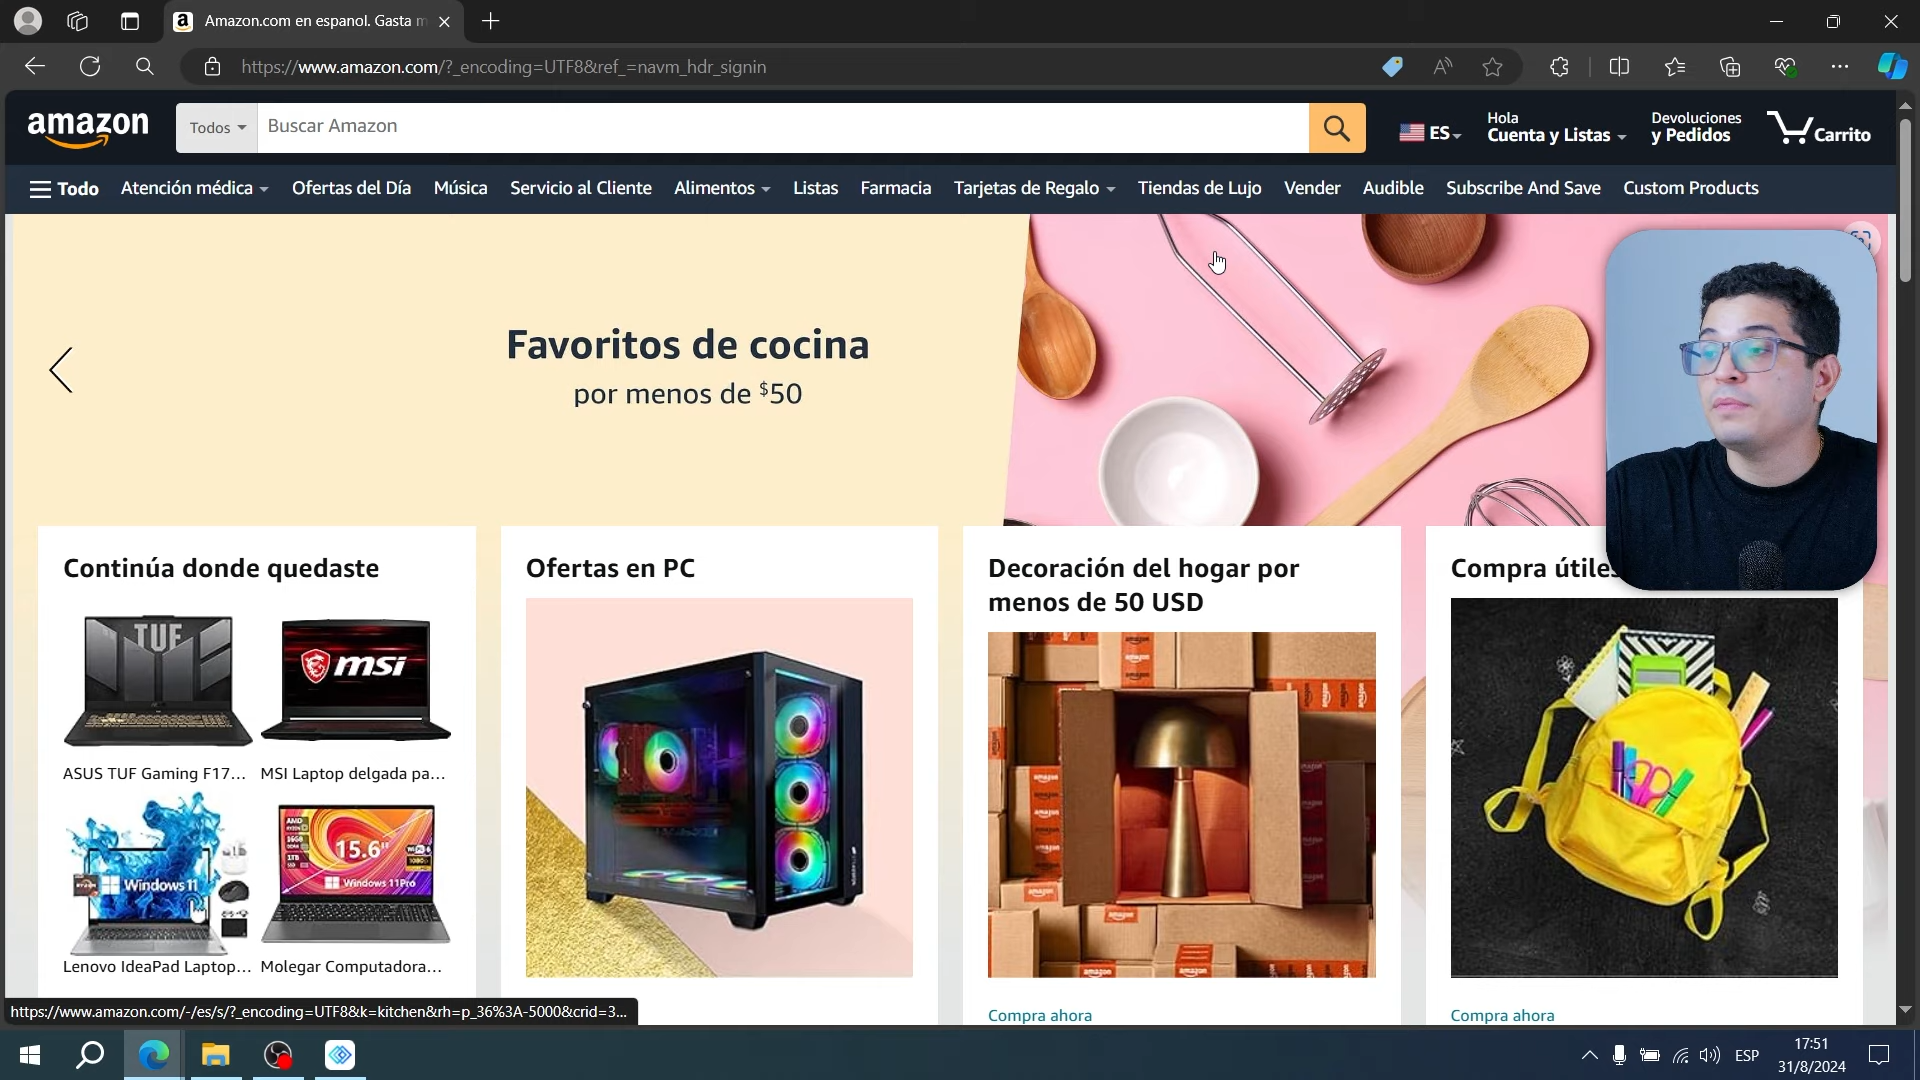 Amazon.com en espanol. Gasta m
https://www.amazon.com/?_encoding=UTF8&ref_=navm_hdr_signin
amazon
Todos
Buscar Amazon
ES
Hola
Cuenta y Listas
Devoluciones
y Pedidos
Carrito
Todo
Atención médica
Ofertas del Día
Música
Servicio al Cliente
Alimentos
Listas
Farmacia
Tarjetas de Regalo
Tiendas de Lujo
Vender
Audible
Subscribe And Save
Custom Products
Favoritos de cocina
por menos de $50
Continúa donde quedaste
TUF
msi
ASUS TUF Gaming F17...
MSI Laptop delgada pa...
Windows 11
15.6"
Windows 11Pro
Lenovo IdeaPad Laptop...
Molegar Computadora...
Ofertas en PC
Decoración del hogar por
menos de 50 USD
Compra ahora
Compra útiles
Compra ahora
https://www.amazon.com/-/es/s/?_encoding=UTF8&k=kitchen&rh=p_36%3A-5000&crid=3...
ESP
17:51
31/8/2024